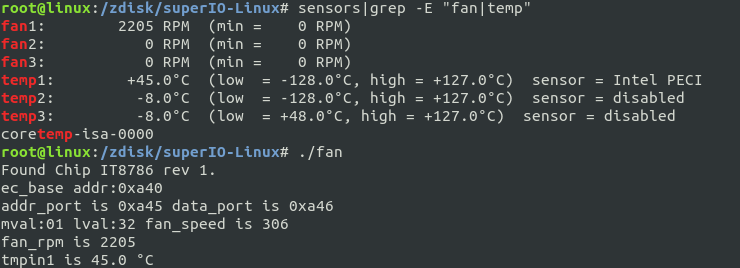 root@linux:/zdisk/superIO-Linux# sensors|grep -E "fan|temp"
fan1:        2205 RPM  (min =    0 RPM)
fan2:           0 RPM  (min =    0 RPM)
fan3:           0 RPM  (min =    0 RPM)
temp1:        +45.0°C  (low  = -128.0°C, high = +127.0°C)  sensor = Intel PECI
temp2:         -8.0°C  (low  = -128.0°C, high = +127.0°C)  sensor = disabled
temp3:         -8.0°C  (low  = +48.0°C, high = +127.0°C)  sensor = disabled
coretemp-isa-0000
root@linux:/zdisk/superIO-Linux# ./fan
Found Chip IT8786 rev 1.
ec_base addr:0xa40
addr_port is 0xa45 data_port is 0xa46
mval:01 lval:32 fan_speed is 306
fan_rpm is 2205
tmpin1 is 45.0 °C